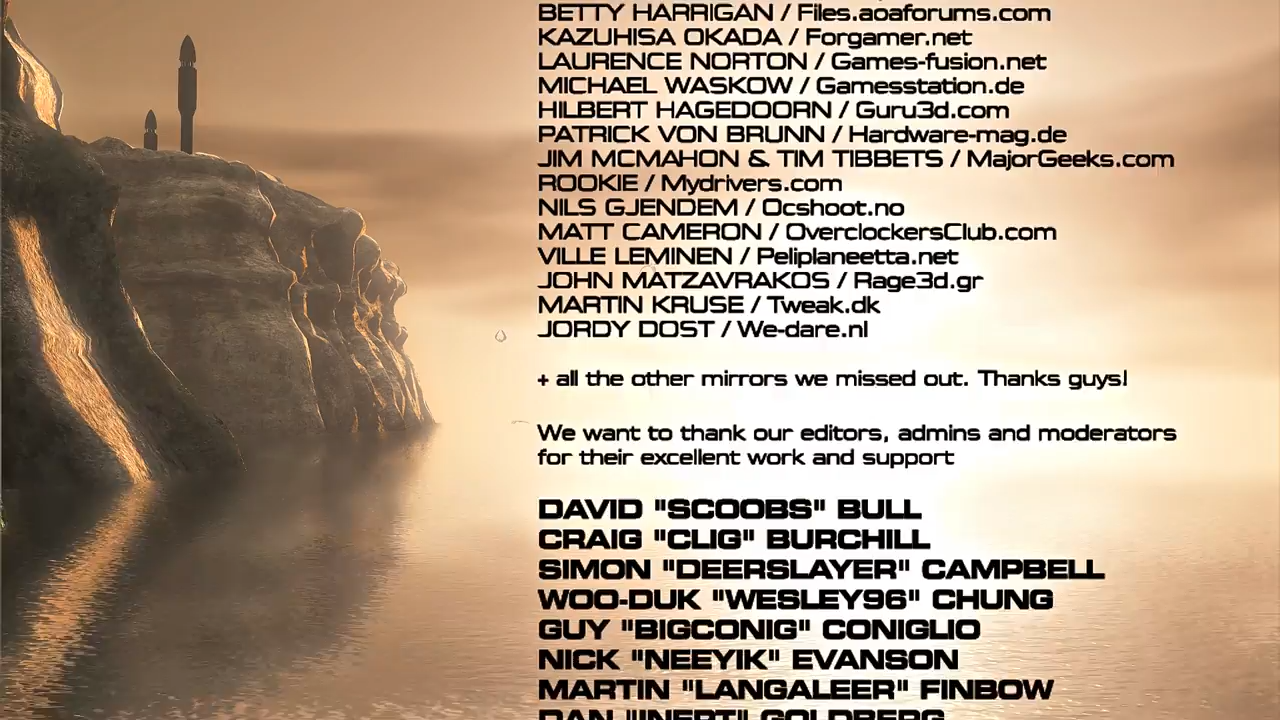 BETTY HARRIGAN / Files.aoaforums.com
KAZUHISA OKADA / Forgamer.net
LAURENCE NORTON / Games-fusion.net
MICHAEL WASKOW / Gamesstation.de
HILBERT HAGEDOORN / Guru3d.com
PATRICK VON BRUNN / Hardware-mag.de
JIM MCMAHON & TIM TIBBETS / MajorGeeks.com
ROOKIE / Mydrivers.com
NILS GJENDEM / Ocshoot.no
MATT CAMERON / OverclockersClub.com
VILLE LEMINEN / Peliplaneetta.net
JOHN MATZAVRAKOS / Rage3d.gr
MARTIN KRUSE / Tweak.dk
JORDY DOST / We-dare.nl
+ all the other mirrors we missed out. Thanks guys!
We want to thank our editors, admins and moderators
for their excellent work and support
DAVID "SCOOBS" BULL
CRAIG "CLIG" BURCHILL
SIMON "DEERSLAYER" CAMPBELL
WOO-DUK "WESLEY96" CHUNG
GUY "BIGCONIG" CONIGLIO
NICK "NEEYIK" EVANSON
MARTIN "LANGALEER" FINBOW
DAN "INERT" GOLDBERG